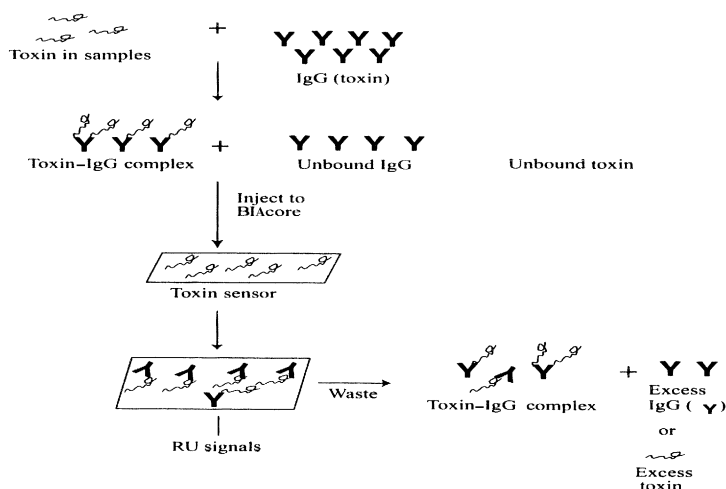 Toxin in samples
+
IgG (toxin)
Toxin–IgG complex
+
Unbound IgG
Unbound toxin
Inject to
BIAcore
Toxin sensor
Waste
RU signals
Toxin–IgG complex
+
Excess
IgG ( )
or
Excess
toxin